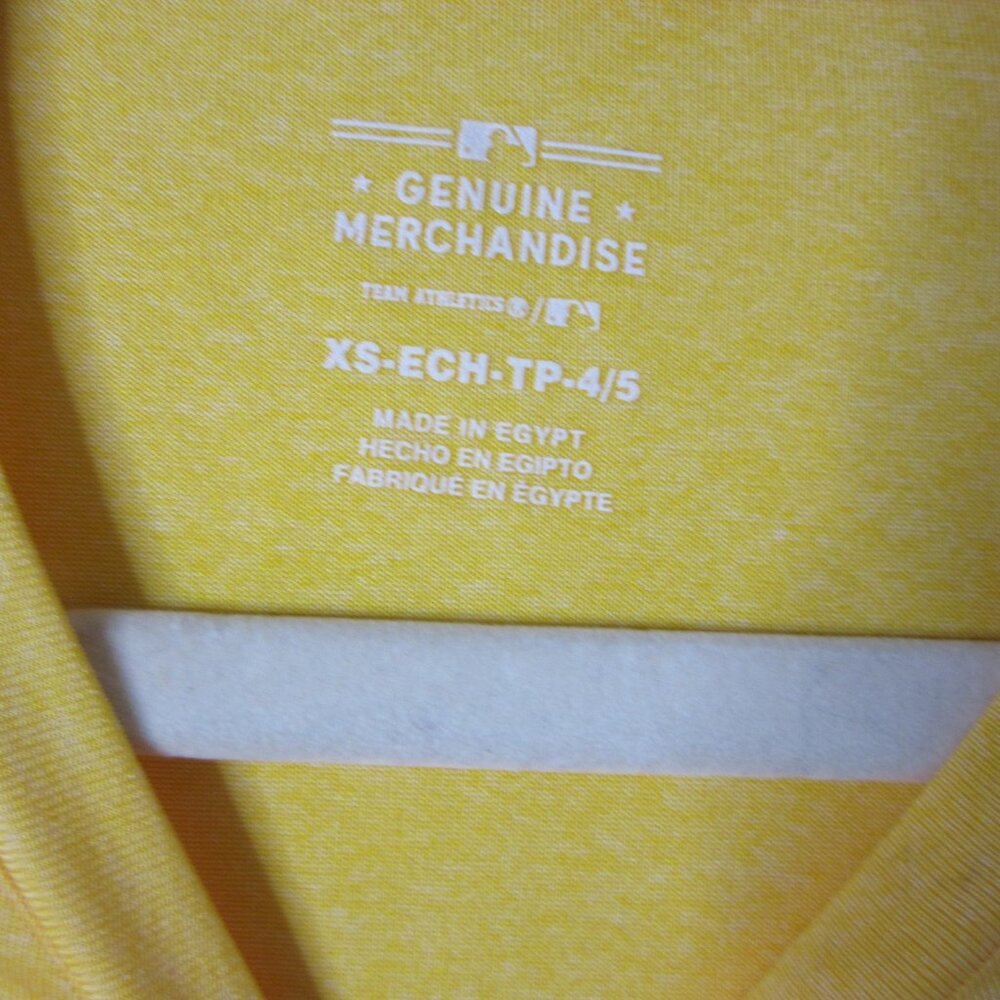 ★ GENUINE ★
MERCHANDISE
TEAM ATHLETICS /
XS-ECH-TP-4/5
MADE IN EGYPT
HECHO EN EGIPTO
FABRIQUÉ EN ÉGYPTE